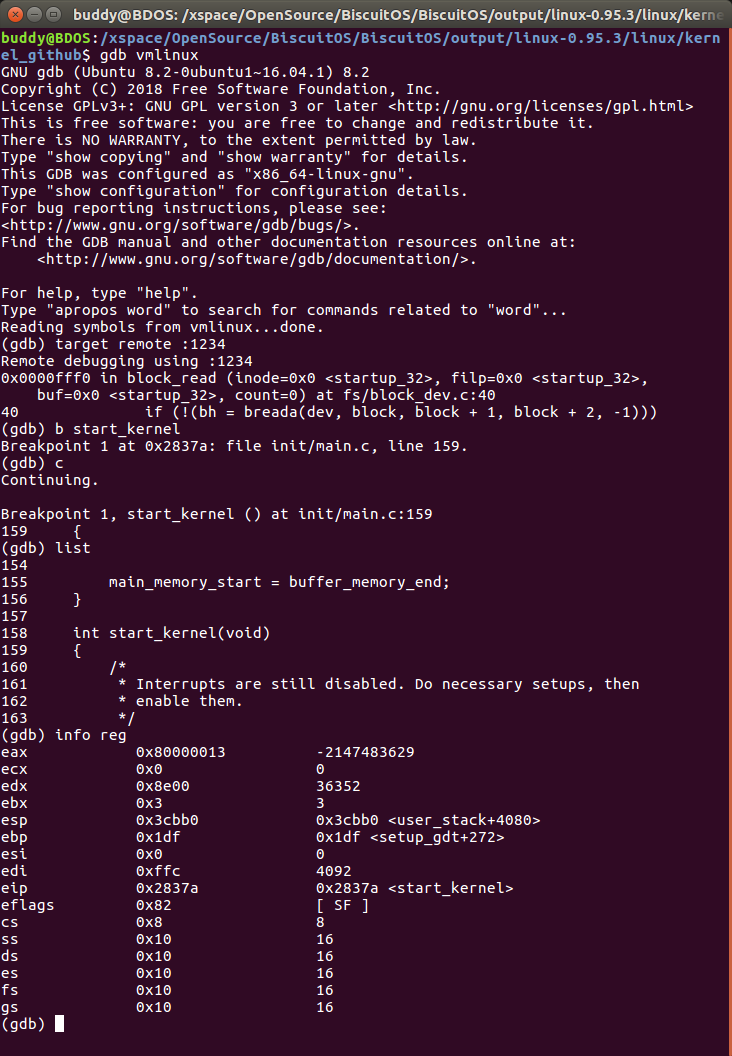 buddy@BDOS: /xspace/OpenSource/BiscuitOS/BiscuitOS/output/linux-0.95.3/linux/kerne
buddy@BDOS:/xspace/OpenSource/BiscuitOS/BiscuitOS/output/linux-0.95.3/linux/kern
el_github$ gdb vmlinux
GNU gdb (Ubuntu 8.2-0ubuntu1~16.04.1) 8.2
Copyright (C) 2018 Free Software Foundation, Inc.
License GPLv3+: GNU GPL version 3 or later <http://gnu.org/licenses/gpl.html>
This is free software: you are free to change and redistribute it.
There is NO WARRANTY, to the extent permitted by law.
Type "show copying" and "show warranty" for details.
This GDB was configured as "x86_64-linux-gnu".
Type "show configuration" for configuration details.
For bug reporting instructions, please see:
<http://www.gnu.org/software/gdb/bugs/>.
Find the GDB manual and other documentation resources online at:
    <http://www.gnu.org/software/gdb/documentation/>.

For help, type "help".
Type "apropos word" to search for commands related to "word"...
Reading symbols from vmlinux...done.
(gdb) target remote :1234
Remote debugging using :1234
0x0000fff0 in block_read (inode=0x0 <startup_32>, filp=0x0 <startup_32>,
    buf=0x0 <startup_32>, count=0) at fs/block_dev.c:40
40              if (!(bh = breada(dev, block, block + 1, block + 2, -1)))
(gdb) b start_kernel
Breakpoint 1 at 0x2837a: file init/main.c, line 159.
(gdb) c
Continuing.

Breakpoint 1, start_kernel () at init/main.c:159
159     {
(gdb) list
154
155         main_memory_start = buffer_memory_end;
156     }
157
158     int start_kernel(void)
159     {
160         /*
161          * Interrupts are still disabled. Do necessary setups, then
162          * enable them.
163          */
(gdb) info reg
eax            0x80000013          -2147483629
ecx            0x0                 0
edx            0x8e00              36352
ebx            0x3                 3
esp            0x3cbb0             0x3cbb0 <user_stack+4080>
ebp            0x1df               0x1df <setup_gdt+272>
esi            0x0                 0
edi            0xffc               4092
eip            0x2837a             0x2837a <start_kernel>
eflags         0x82                [ SF ]
cs             0x8                 8
ss             0x10                16
ds             0x10                16
es             0x10                16
fs             0x10                16
gs             0x10                16
(gdb)